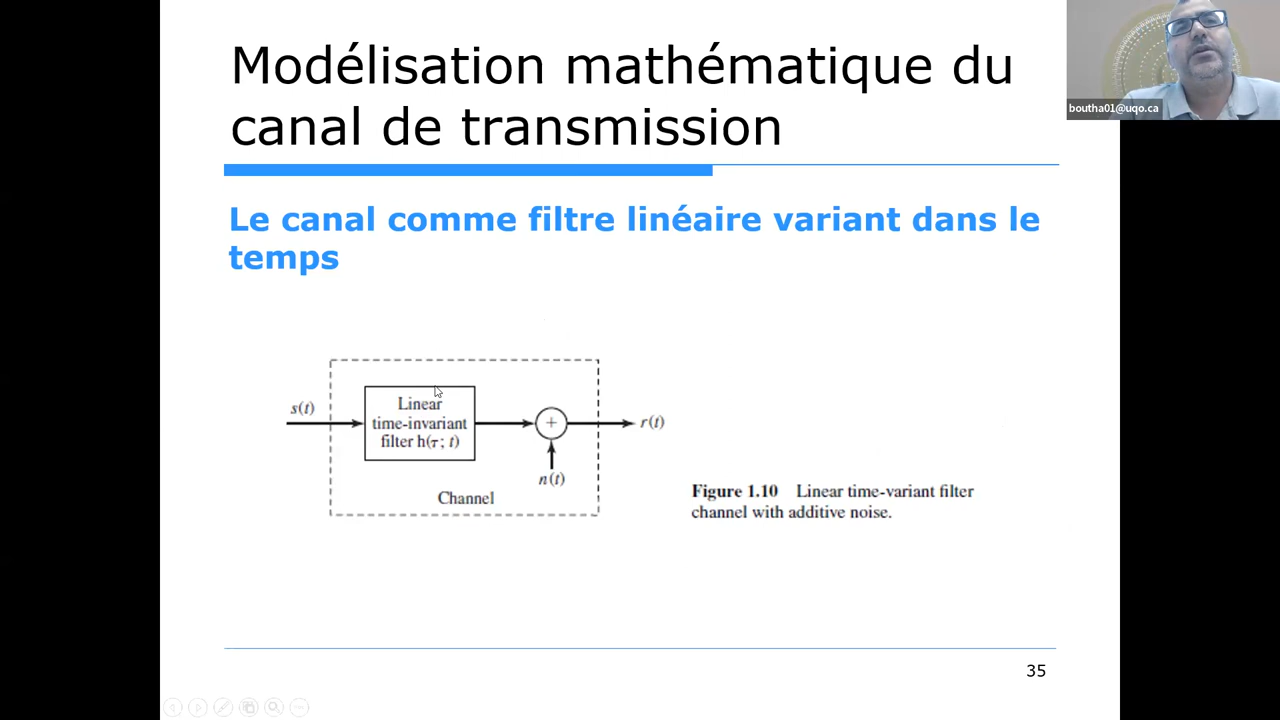 Modélisation mathématique du
canal de transmission
boutha01@uqo.ca
Le canal comme filtre linéaire variant dans le
temps
s(t)
Linear
time-invariant
filter h(τ; t)
+
r(t)
n(t)
Channel
Figure 1.10 Linear time-variant filter
channel with additive noise.
35